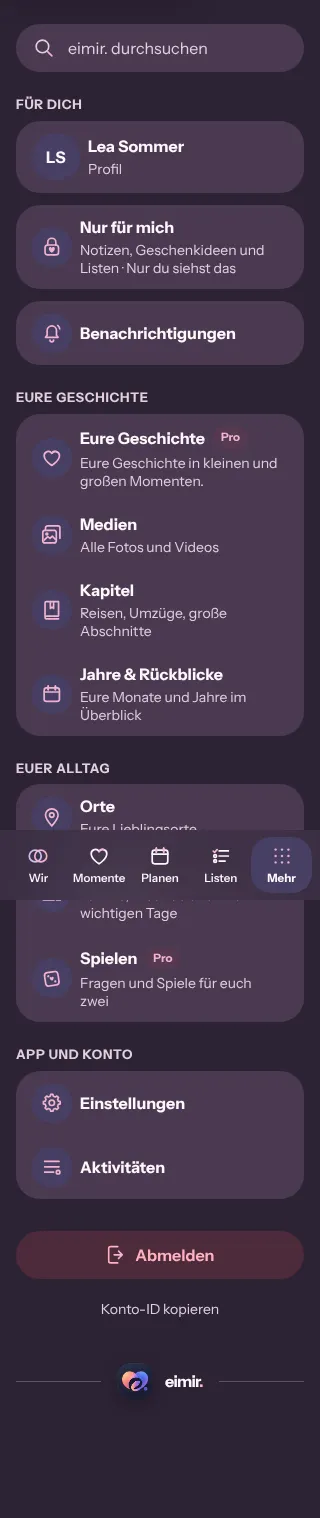 eimir. durchsuchen
FÜR DICH
LS
Lea Sommer
Profil
Nur für mich
Notizen, Geschenkideen und
Listen · Nur du siehst das
Benachrichtigungen
EURE GESCHICHTE
Eure Geschichte Pro
Eure Geschichte in kleinen und
großen Momenten.
Medien
Alle Fotos und Videos
Kapitel
Reisen, Umzüge, große
Abschnitte
Jahre & Rückblicke
Eure Monate und Jahre im
Überblick
EUER ALLTAG
Orte
Eure Lieblingsorte
Wir Momente Planen Listen Mehr
wichtigen Tage
Spielen Pro
Fragen und Spiele für euch
zwei
APP UND KONTO
Einstellungen
Aktivitäten
Abmelden
Konto-ID kopieren
eimir.